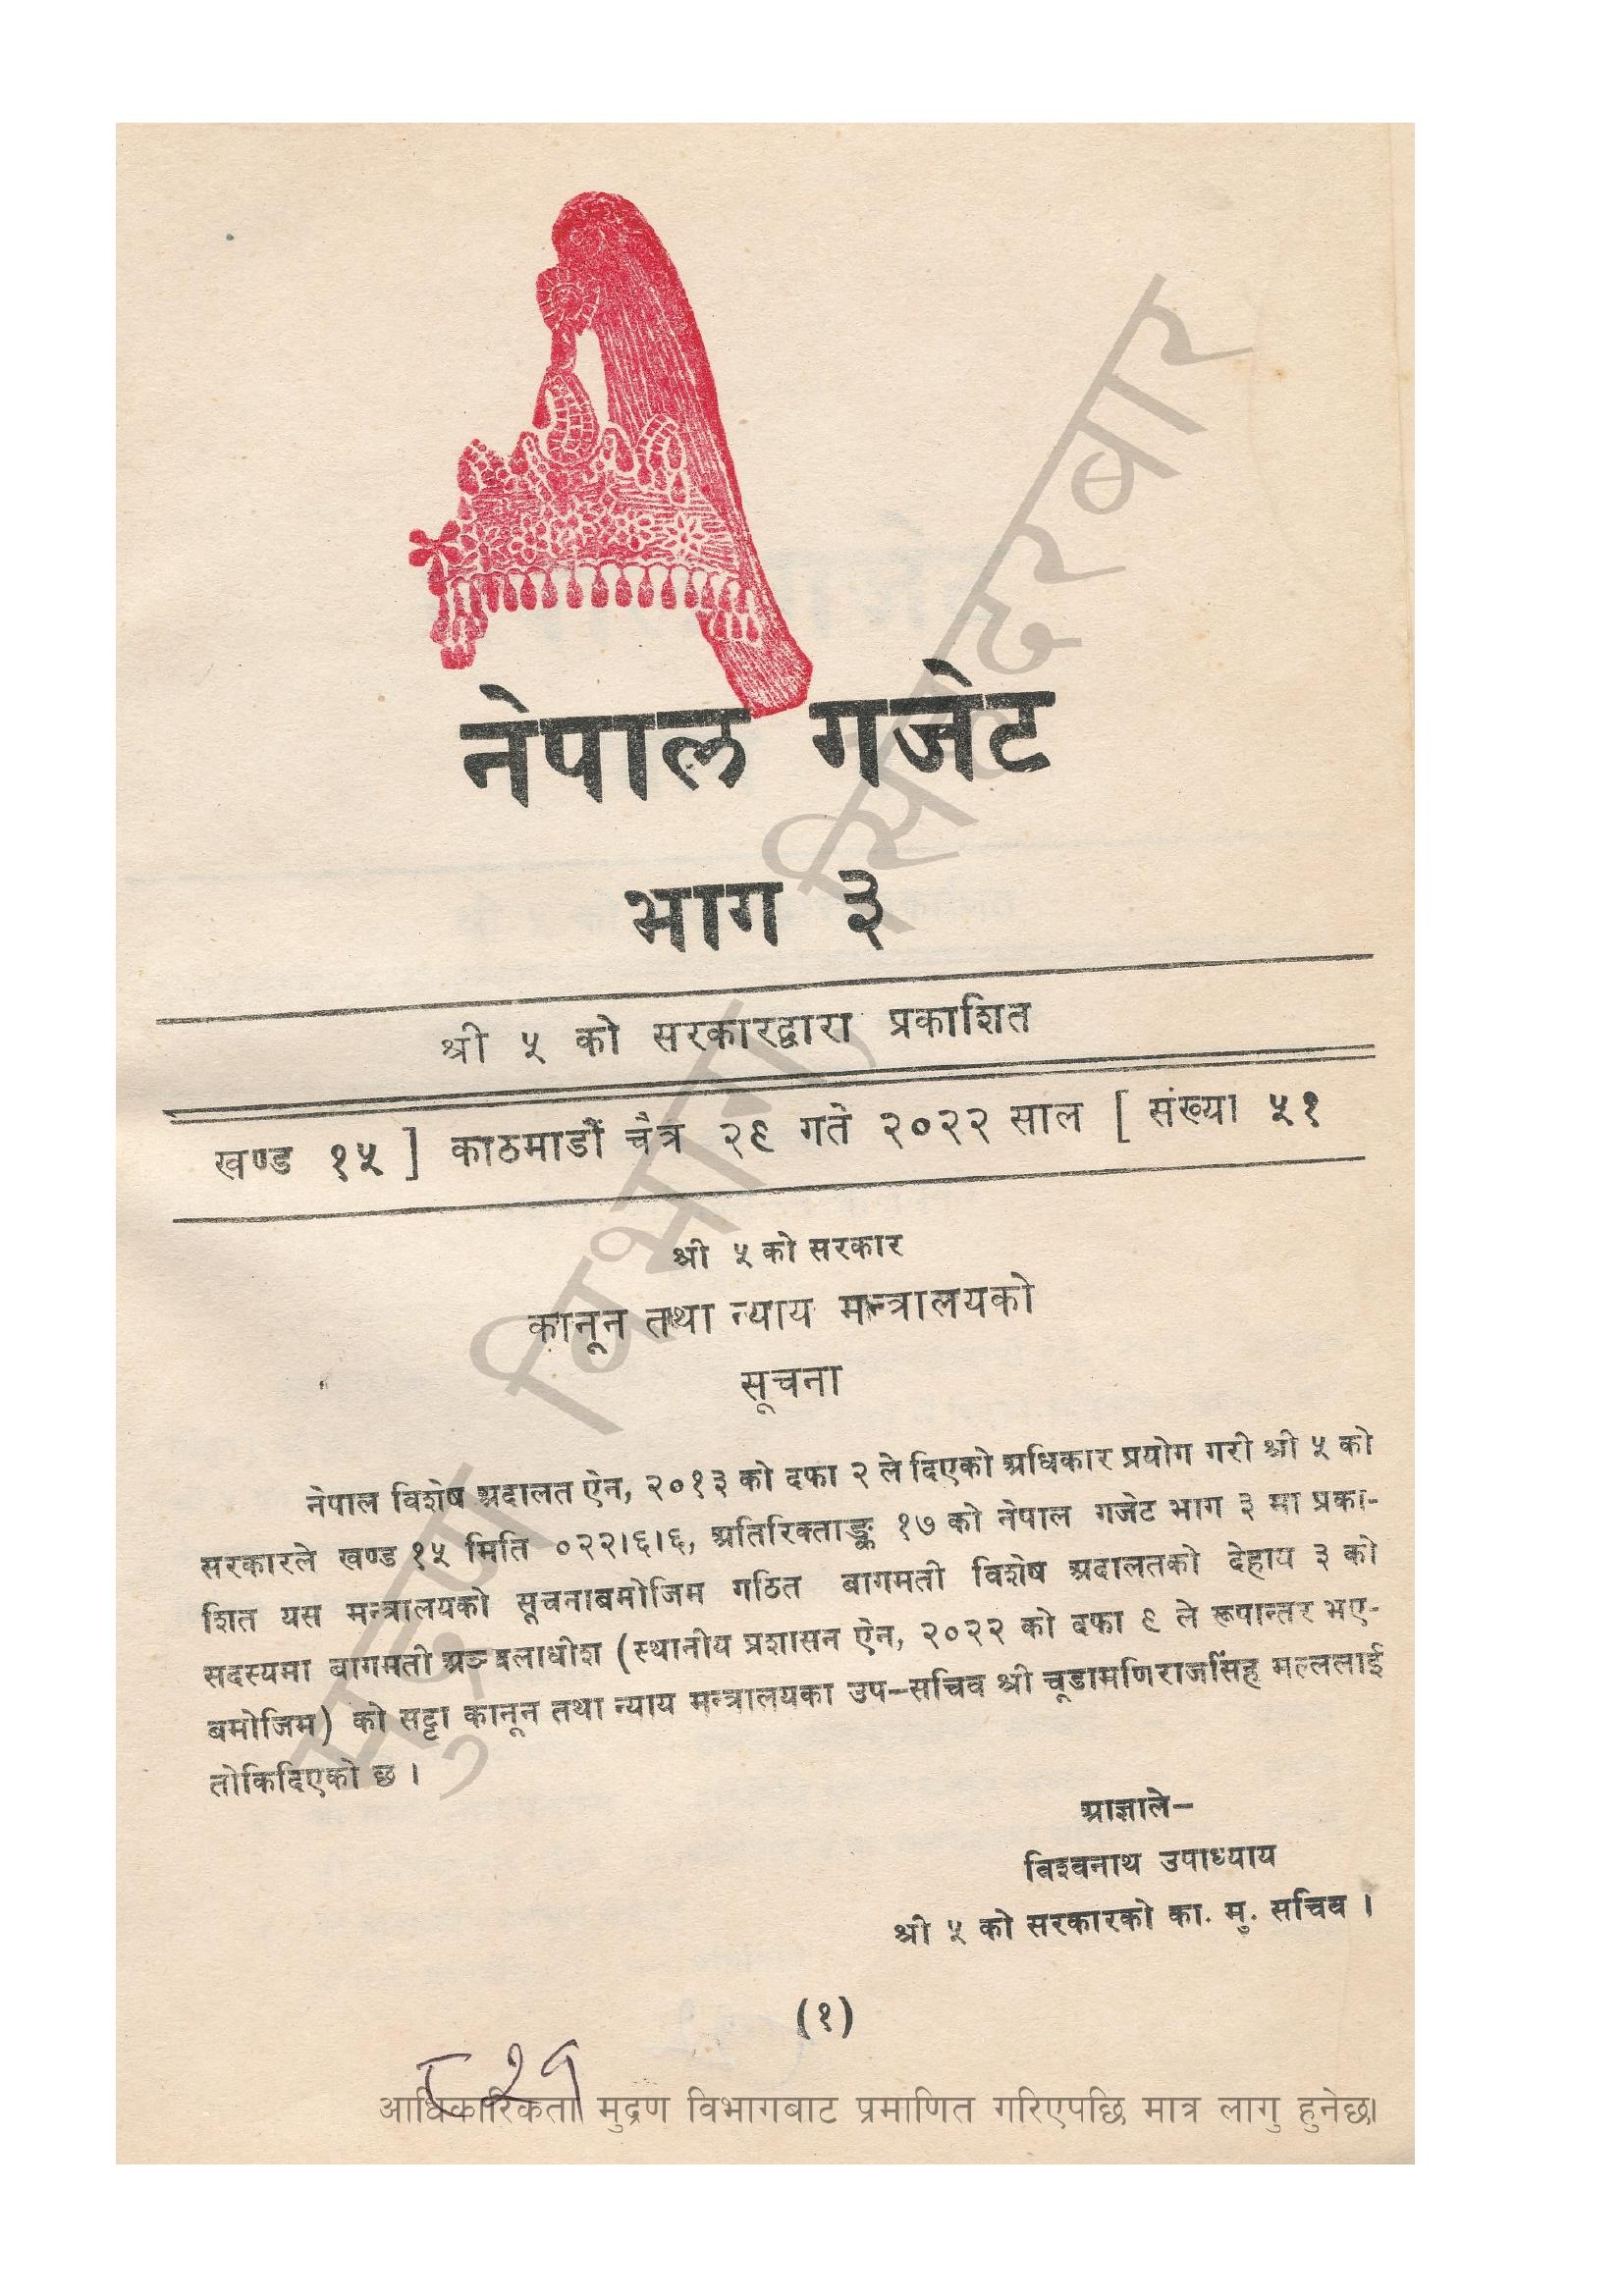 नेपाल गजेट
भाग ३
श्री ५ को सरकारद्वारा प्रकाशित
खण्ड १५ ] काठमाडौं चैत्र २९ गते २०२२ साल [ संख्या ५१
श्री ५ को सरकार
कानून तथा न्याय मन्त्रालयको
सूचना
नेपाल विशेष अदालत ऐन, २०१३ को दफा २ ले दिएको अधिकार प्रयोग गरी श्री ५ को
सरकारले खण्ड १५ मिति ०२२।६।६, अतिरिक्ताङ्क १७ को नेपाल गजेट भाग ३ मा प्रका-
शित यस मन्त्रालयको सूचनाबमोजिम गठित बागमती विशेष अदालतको देहाय ३ को
सदस्यमा बागमती अञ्चलाधीश (स्थानीय प्रशासन ऐन, २०२२ को दफा ९ ले रूपान्तर भए-
बमोजिम) को सट्टा कानून तथा न्याय मन्त्रालयका उप-सचिव श्री चूडामणिराजसिंह मल्ललाई
तोकिदिएको छ ।
आज्ञाले-
विश्वनाथ उपाध्याय
श्री ५ को सरकारको का. मु. सचिव ।
(१)
आधिकारिकता मुद्रण विभागबाट प्रमाणित गरिएपछि मात्र लागु हुनेछ।
मुद्रण विभाग, सिंहदरबार